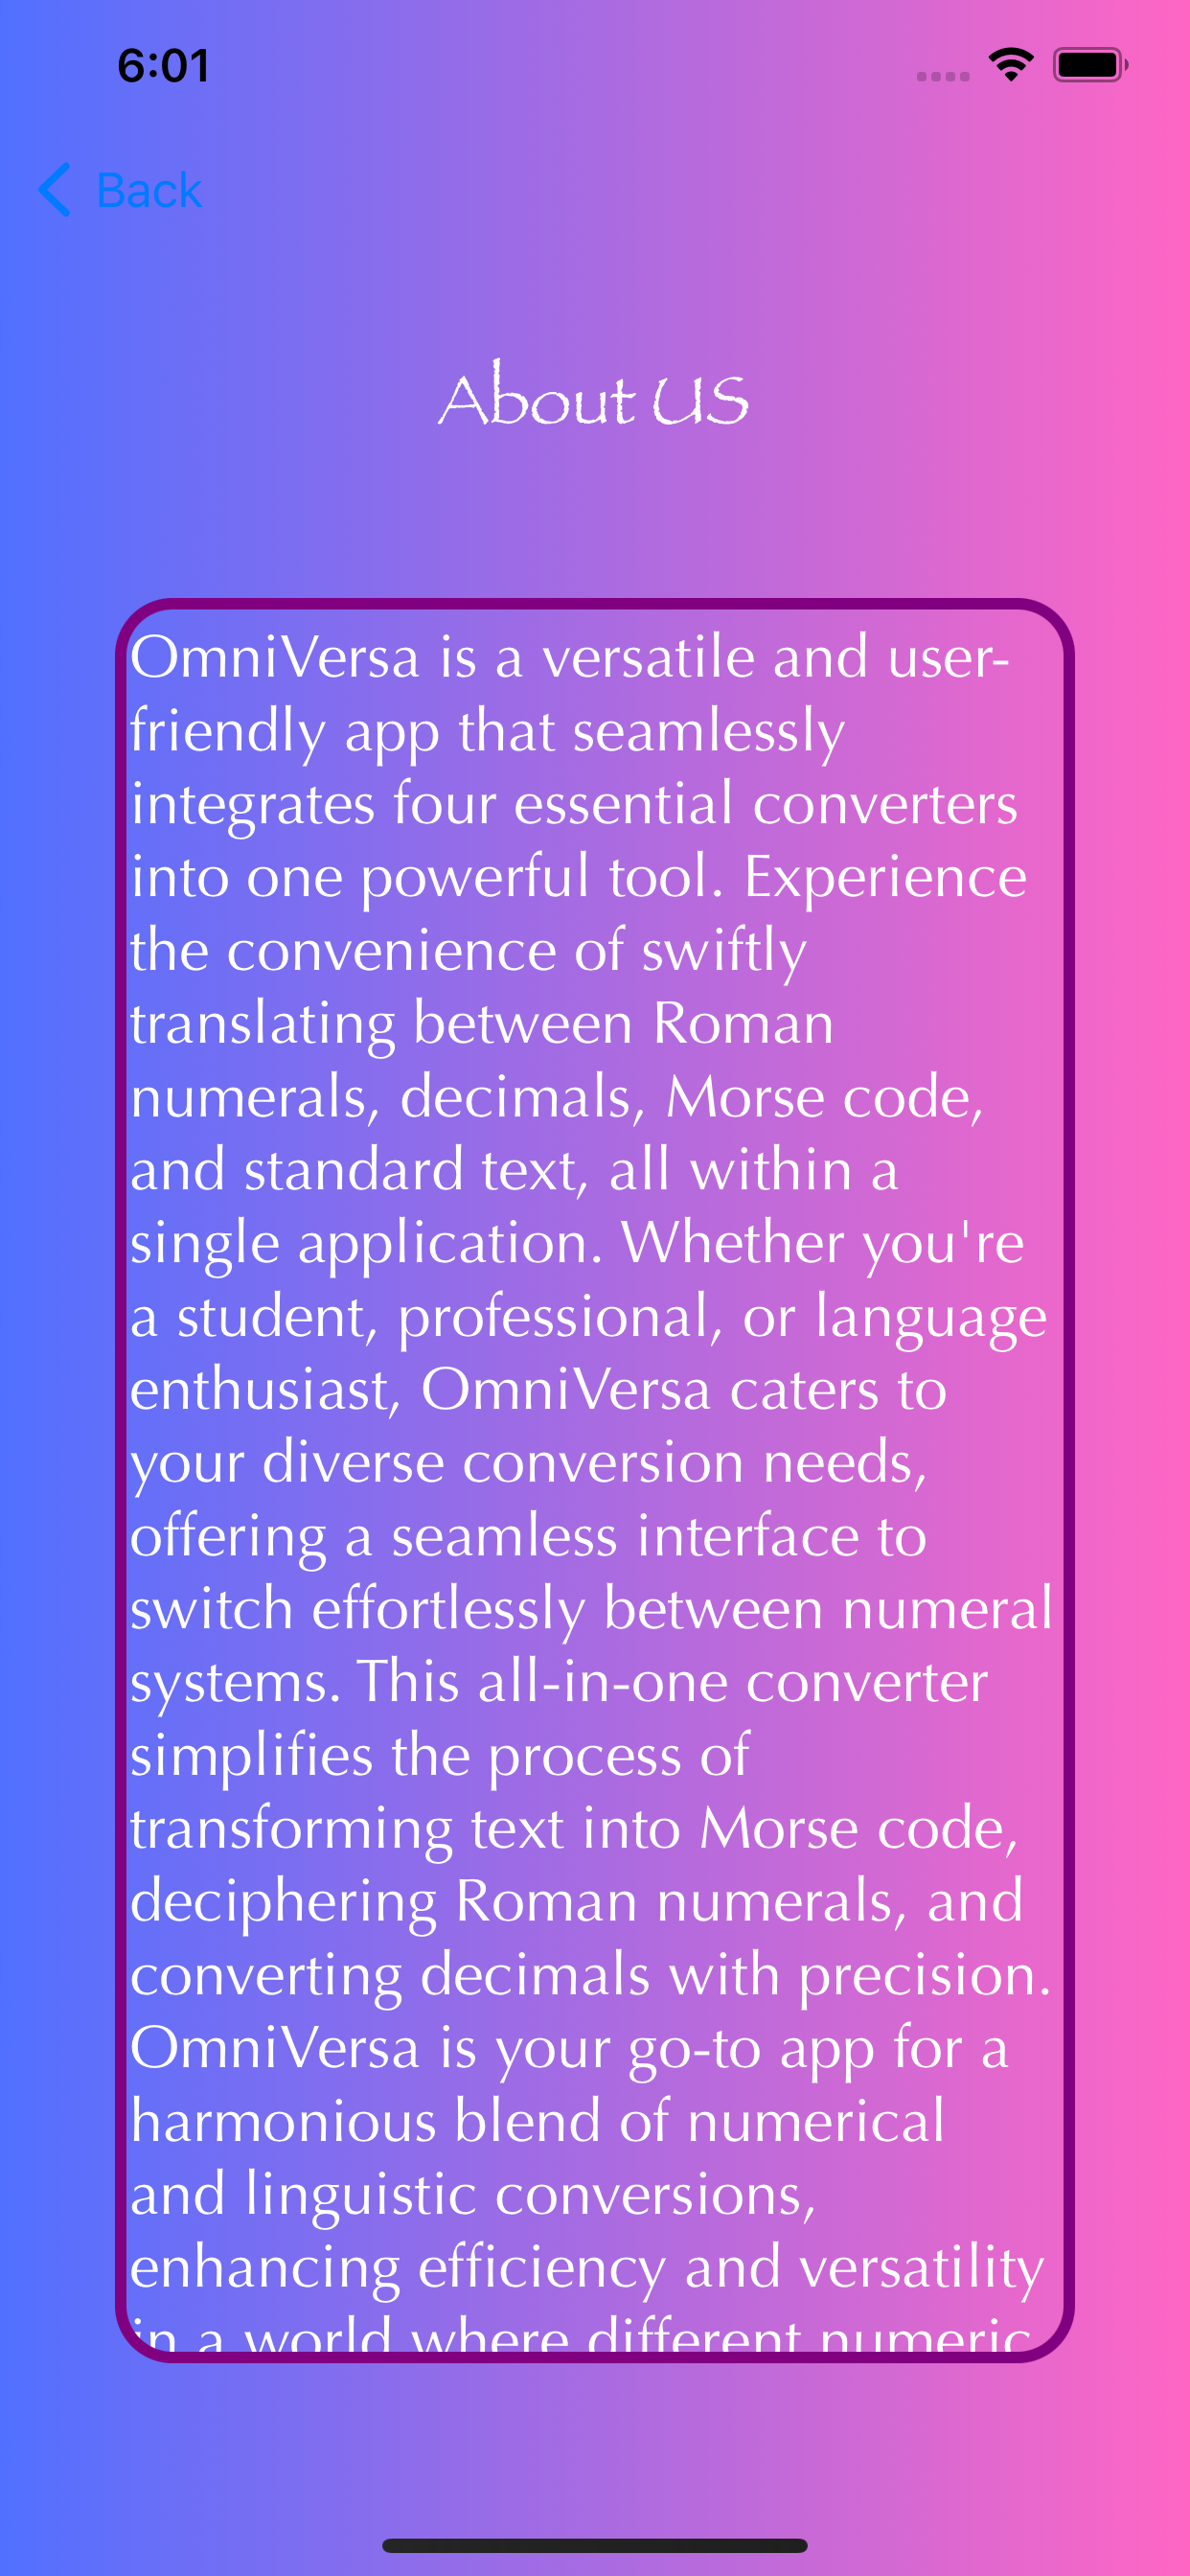 6:01
Back
About US
OmniVersa is a versatile and user-
friendly app that seamlessly
integrates four essential converters
into one powerful tool. Experience
the convenience of swiftly
translating between Roman
numerals, decimals, Morse code,
and standard text, all within a
single application. Whether you're
a student, professional, or language
enthusiast, OmniVersa caters to
your diverse conversion needs,
offering a seamless interface to
switch effortlessly between numeral
systems. This all-in-one converter
simplifies the process of
transforming text into Morse code,
deciphering Roman numerals, and
converting decimals with precision.
OmniVersa is your go-to app for a
harmonious blend of numerical
and linguistic conversions,
enhancing efficiency and versatility
in a world where different numeric